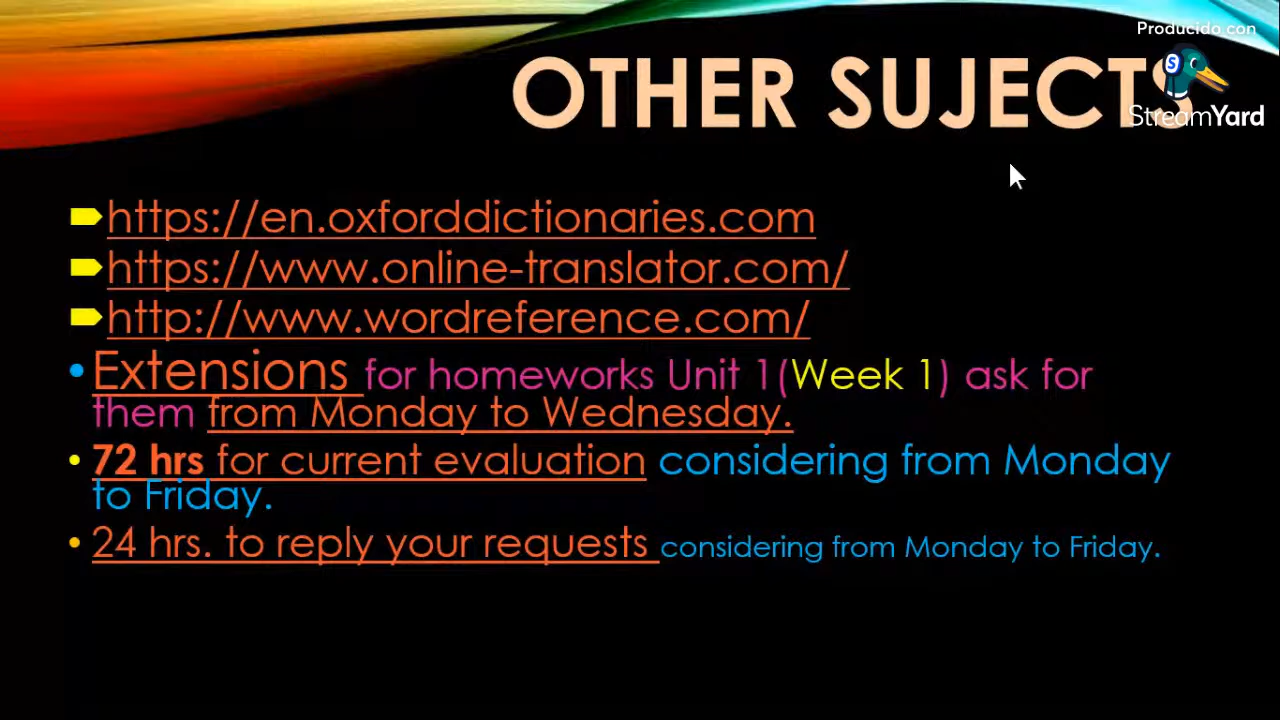 Producido con
StreamYard
OTHER SUJECTS
https://en.oxforddictionaries.com
https://www.online-translator.com/
http://www.wordreference.com/
Extensions for homeworks Unit 1(Week 1) ask for
them from Monday to Wednesday.
72 hrs for current evaluation considering from Monday
to Friday.
24 hrs. to reply your requests considering from Monday to Friday.